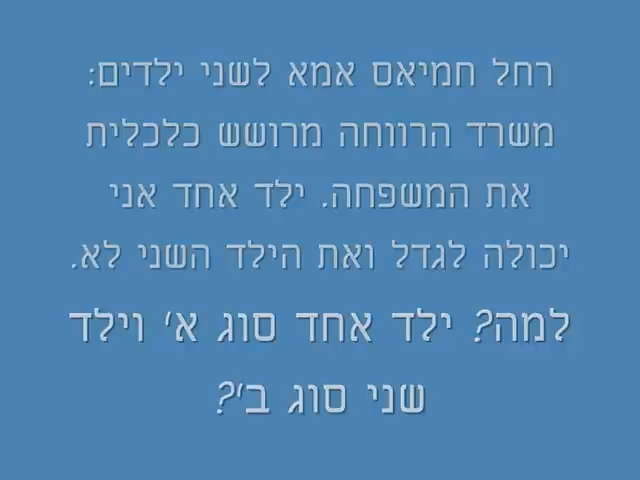 רחל חמיאס אמא לשני ילדים:
משרד הרווחה מרושש כלכלית
את המשפחה. ילד אחד אני
יכולה לגדל ואת הילד השני לא.
למה? ילד אחד סוג א' וילד
שני סוג ב'?